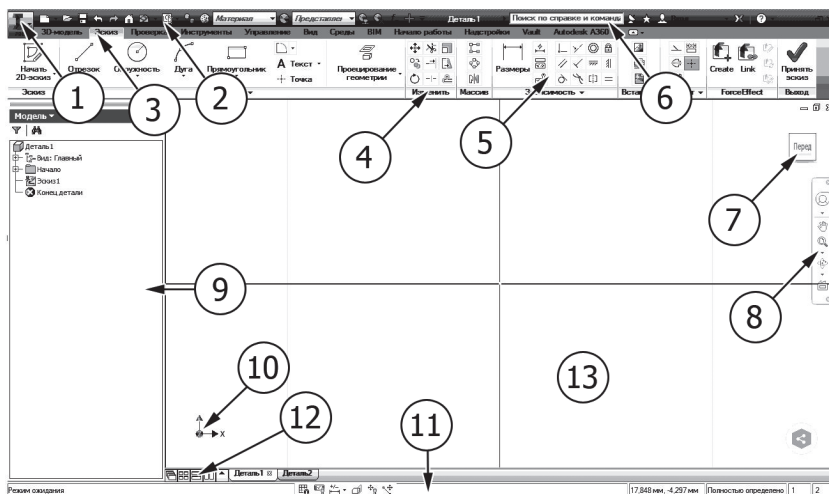 Материал Представлен Деталь1 Поиск по справке и команд
3D-модель Эскиз Проверка Инструменты Управление Вид Среды BIM Начало работы Надстройки Vault Autodesk A360
Начать 2D-эскиз Отрезок Окружность Дуга Прямоугольник
A Текст
Точка
Проецирование геометрии
Размеры
Create Link
Принять эскиз
Эскиз Изменить Массив Зависимость ForceEffect Выход
Модель
Деталь1
Вид: Главный
Начало
Эскиз1
Конец детали
Перед
X
1
2
3
4
5
6
7
8
9
10
11
12
13
Деталь1 Деталь2
Режим ожидания 17,848 мм, -4,297 мм Полностью определено 1 2